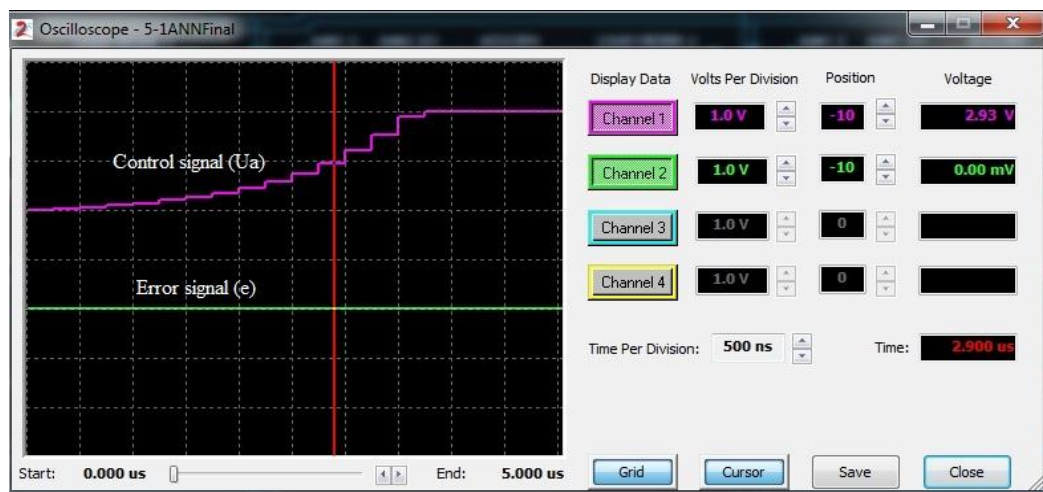 Oscilloscope - 5-1ANNFinal
Display Data Volts Per Division Position Voltage
Channel 1 1.0 V -10 2.93 V
Control signal (Ua)
Channel 2 1.0 V -10 0.00 mV
Channel 3 1.0 V 0
Error signal (e)
Channel 4 1.0 V 0
Time Per Division: 500 ns Time: 2.900 us
Start: 0.000 us End: 5.000 us Grid Cursor Save Close